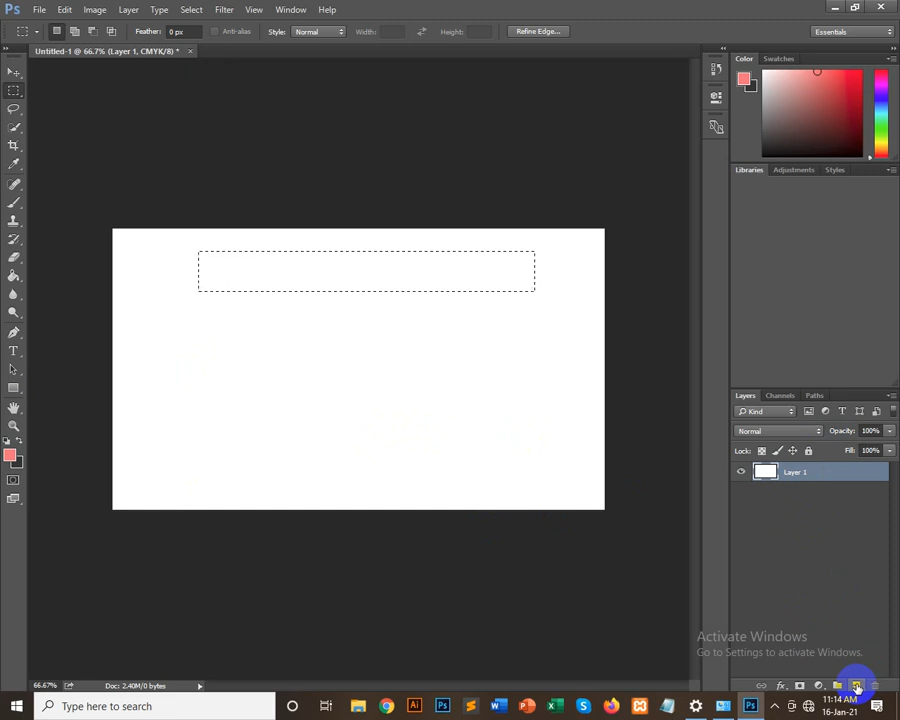 Ps File Edit Image Layer Type Select Filter View Window Help
Feather: 0 px Anti-alias Style: Normal Width: Height: Refine Edge... Essentials
Untitled-1 @ 66.7% (Layer 1, CMYK/8) * ×
Color Swatches
Libraries Adjustments Styles
Layers Channels Paths
Kind
Normal Opacity: 100%
Lock: Fill: 100%
Layer 1
Activate Windows
Go to Settings to activate Windows.
66.67% Doc: 2.40M/0 bytes
Type here to search
11:14 AM
16-Jan-21